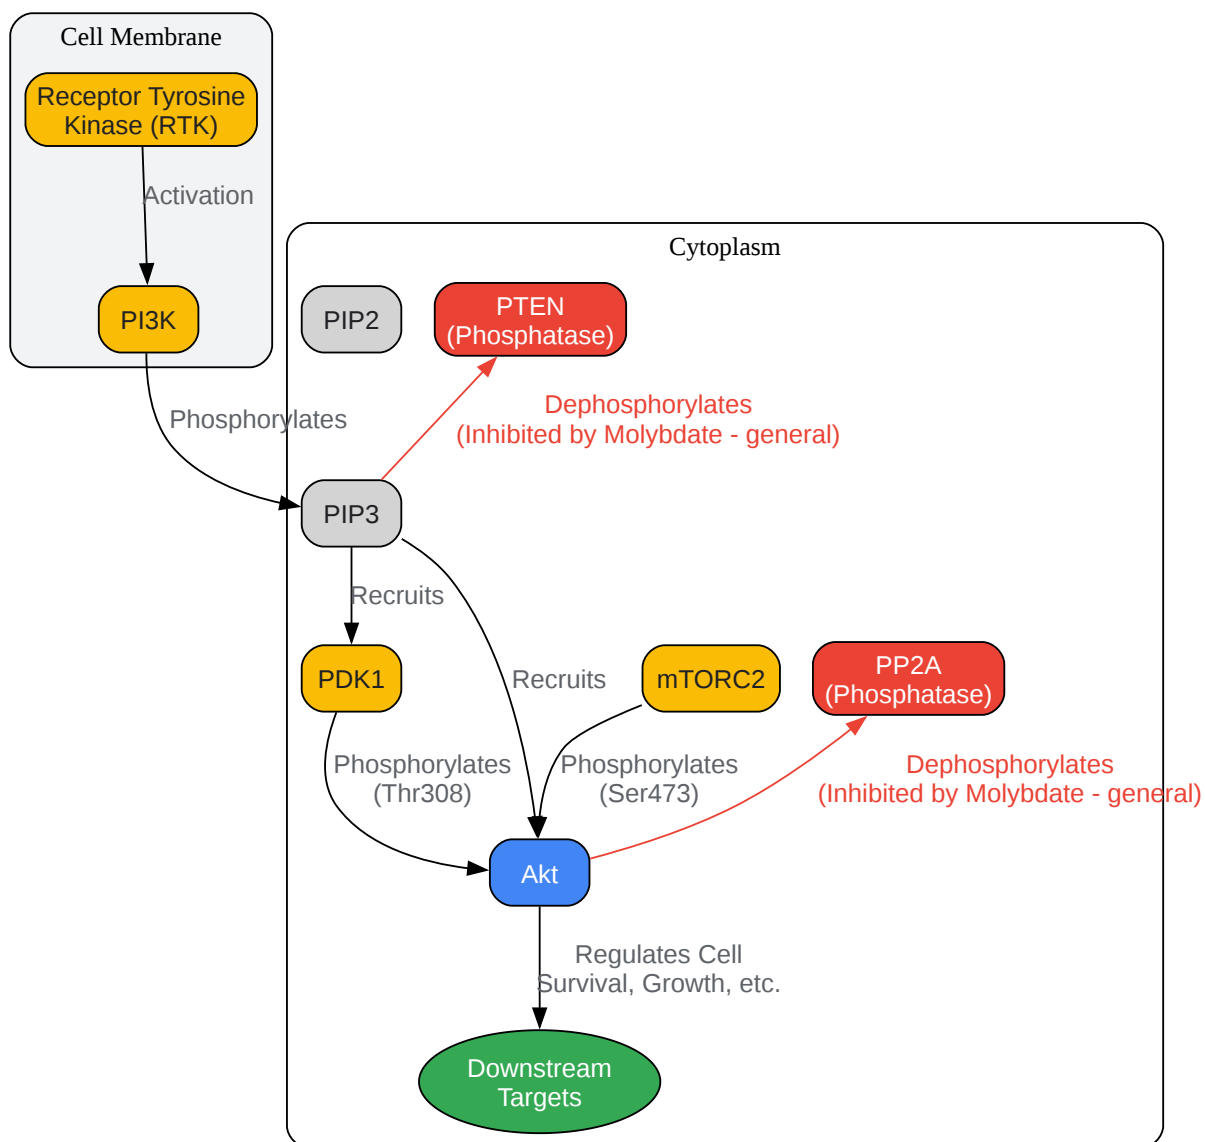 Cell Membrane
Receptor Tyrosine
Kinase (RTK)
Activation
PI3K
Cytoplasm
PIP2
PTEN
(Phosphatase)
Phosphorylates
Dephosphorylates
(Inhibited by Molybdate - general)
PIP3
Recruits
PDK1
Recruits
mTORC2
PP2A
(Phosphatase)
Phosphorylates
(Thr308)
Phosphorylates
(Ser473)
Dephosphorylates
(Inhibited by Molybdate - general)
Akt
Regulates Cell
Survival, Growth, etc.
Downstream
Targets